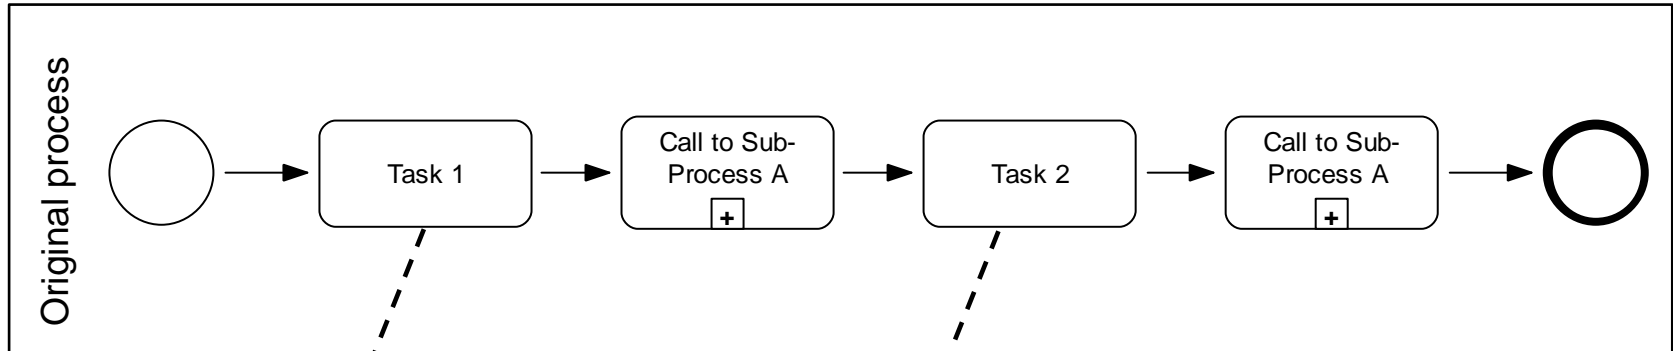 Original process
Task 1
Call to Sub-
Process A
+
Task 2
Call to Sub-
Process A
+